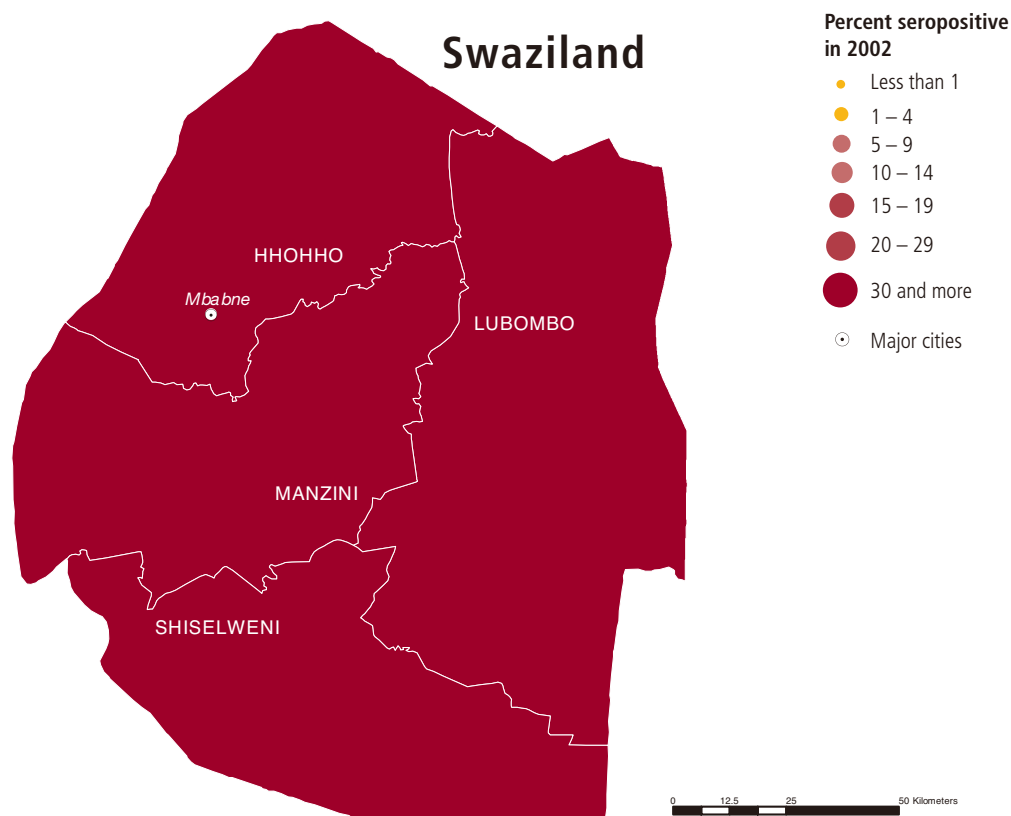 Swaziland
Percent seropositive
in 2002
Less than 1
1 – 4
5 – 9
10 – 14
15 – 19
20 – 29
30 and more
Major cities
HHOHHO
Mbabne
LUBOMBO
MANZINI
SHISELWENI
0 12.5 25 50 Kilometers